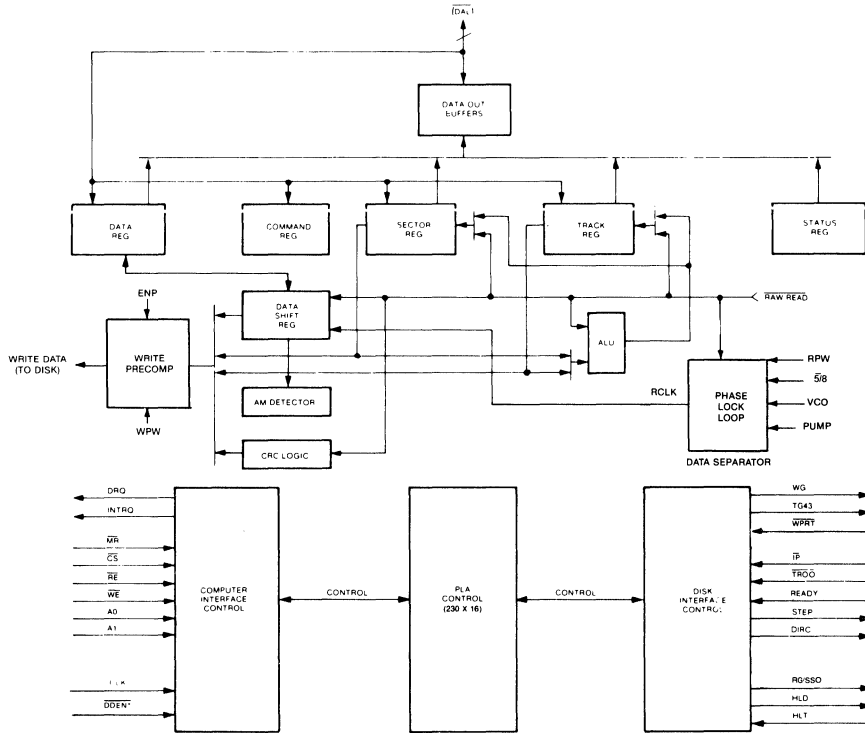 (DAL)
DATA OUT
BUFFERS
DATA
REG
COMMAND
REG
SECTOR
REG
TRACK
REG
STATUS
REG
ENP
DATA
SHIFT
REG
RAW READ
ALU
WRITE DATA
(TO DISK)
WRITE
PRECOMP
RPW
5/8
RCLK
PHASE
LOCK
LOOP
VCO
AM DETECTOR
PUMP
WPW
CRC LOGIC
DATA SEPARATOR
DRQ
INTRQ
MR
CS
RE
WE
A0
A1
DDEN*
COMPUTER
INTERFACE
CONTROL
CONTROL
PLA
CONTROL
(230 X 16)
CONTROL
DISK
INTERFACE
CONTROL
WG
TG43
WPRT
IP
TROO
READY
STEP
DIRC
RG/SSO
HLD
HLT